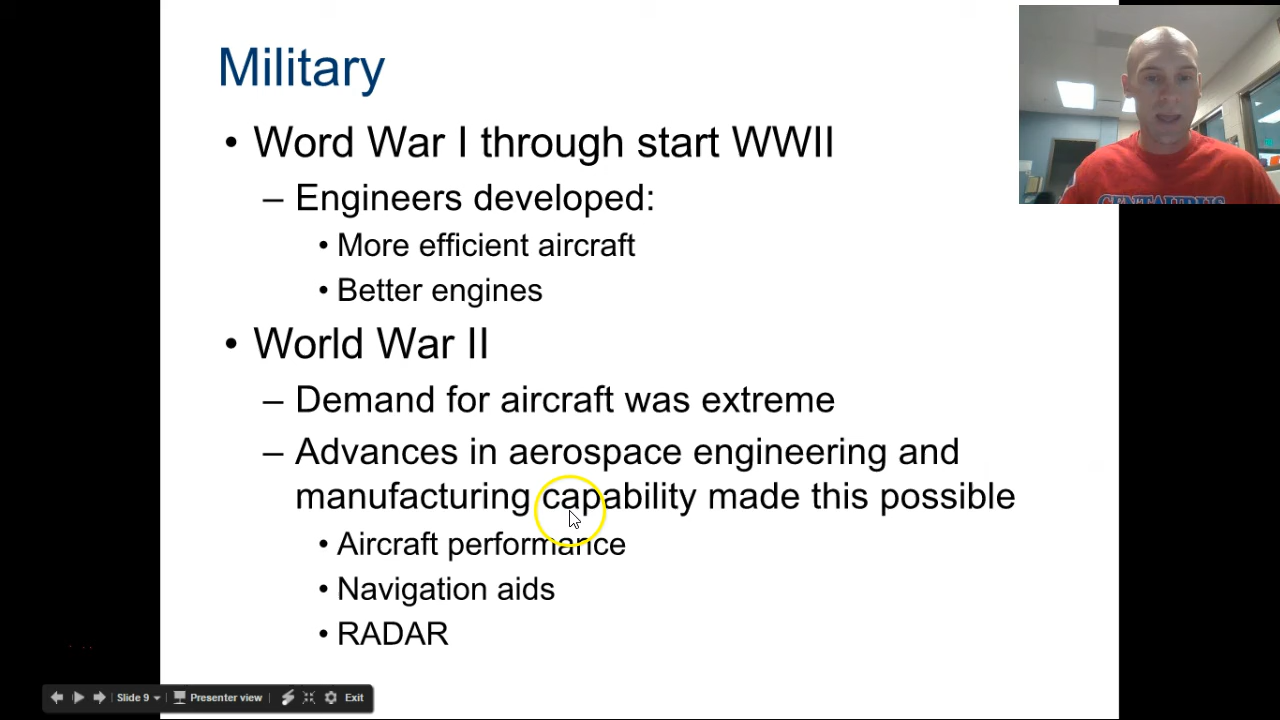 Military
• Word War I through start WWII
– Engineers developed:
• More efficient aircraft
• Better engines
• World War II
– Demand for aircraft was extreme
– Advances in aerospace engineering and
manufacturing capability made this possible
• Aircraft performance
• Navigation aids
• RADAR
CENTAURUS
Slide 9
Presenter view
Exit